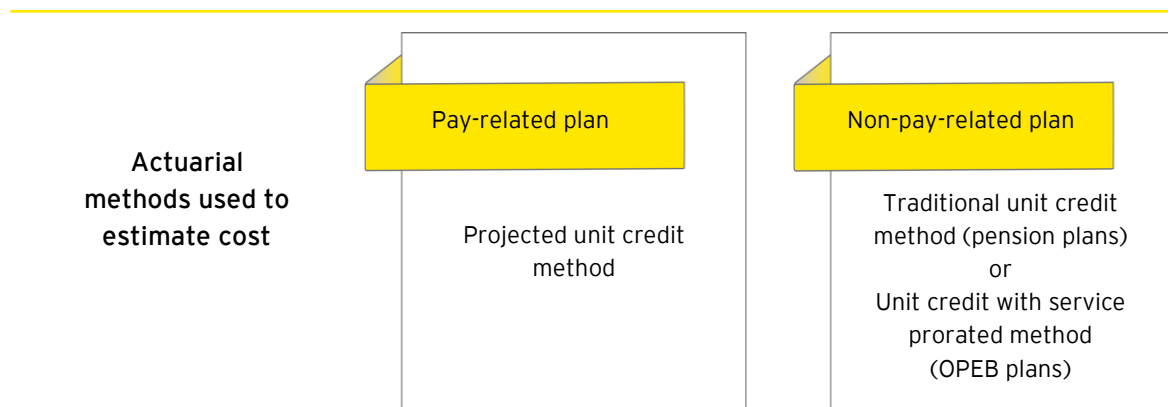 Actuarial
methods used to
estimate cost
Pay-related plan
Projected unit credit
method
Non-pay-related plan
Traditional unit credit
method (pension plans)
or
Unit credit with service
prorated method
(OPEB plans)